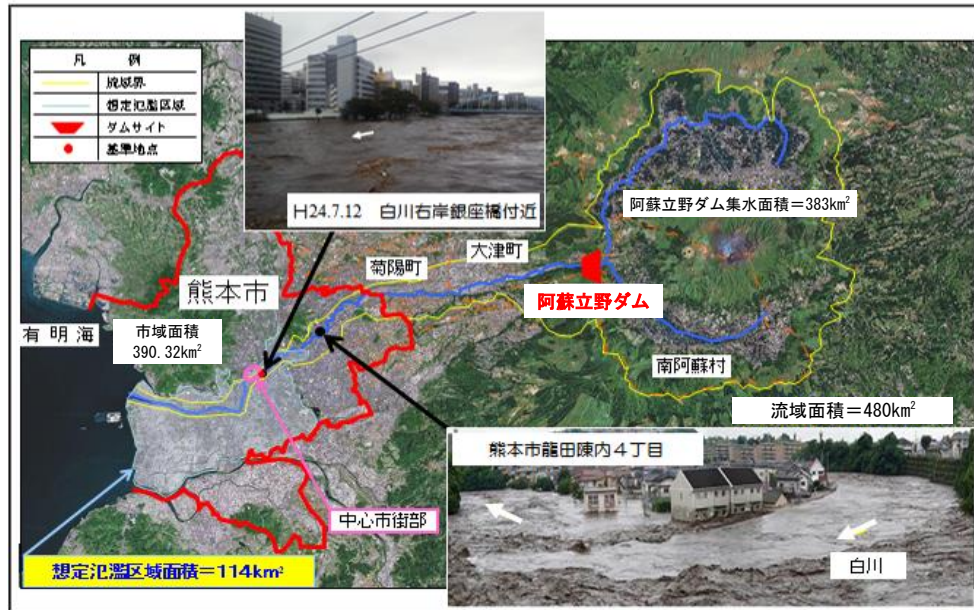 凡　例
流域界
想定氾濫区域
ダムサイト
基準地点
H24.7.12　白川右岸銀座橋付近
阿蘇立野ダム集水面積＝383km²
大津町
菊陽町
熊本市
阿蘇立野ダム
有明海
市域面積
390.32km²
南阿蘇村
流域面積＝480km²
熊本市龍田陳内４丁目
中心市街部
白川
想定氾濫区域面積＝114km²